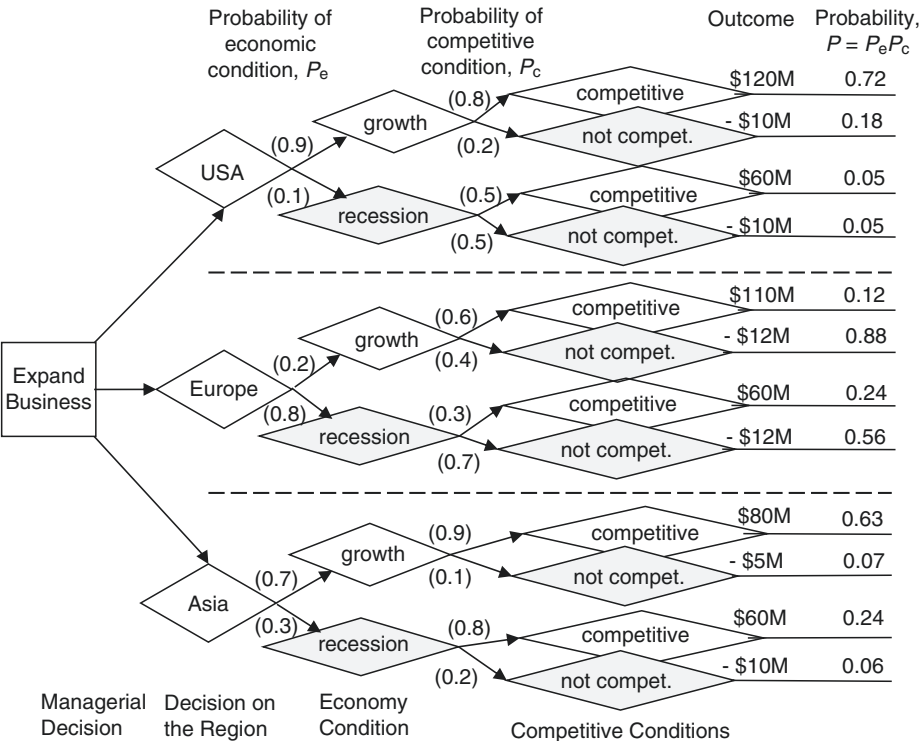 Probability of economic condition, Pe
Probability of competitive condition, Pc
Outcome
Probability, P = PePc
Expand Business
USA
(0.9)
growth
(0.8)
competitive
$120M
0.72
(0.2)
not compet.
- $10M
0.18
(0.1)
recession
(0.5)
competitive
$60M
0.05
(0.5)
not compet.
- $10M
0.05
Europe
(0.2)
growth
(0.6)
competitive
$110M
0.12
(0.4)
not compet.
- $12M
0.88
(0.8)
recession
(0.3)
competitive
$60M
0.24
(0.7)
not compet.
- $12M
0.56
Asia
(0.7)
growth
(0.9)
competitive
$80M
0.63
(0.1)
not compet.
- $5M
0.07
(0.3)
recession
(0.8)
competitive
$60M
0.24
(0.2)
not compet.
- $10M
0.06
Managerial Decision
Decision on the Region
Economy Condition
Competitive Conditions